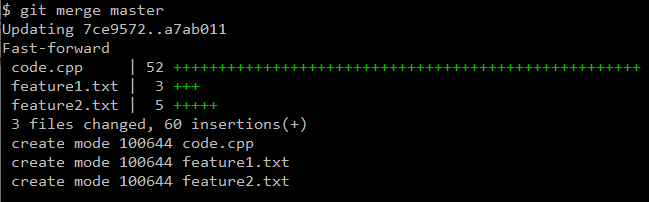 $ git merge master
Updating 7ce9572..a7ab011
Fast-forward
 code.cpp     | 52 ++++++++++++++++++++++++++++++++++++++++++++++++++++
 feature1.txt |  3 +++
 feature2.txt |  5 +++++
 3 files changed, 60 insertions(+)
 create mode 100644 code.cpp
 create mode 100644 feature1.txt
 create mode 100644 feature2.txt